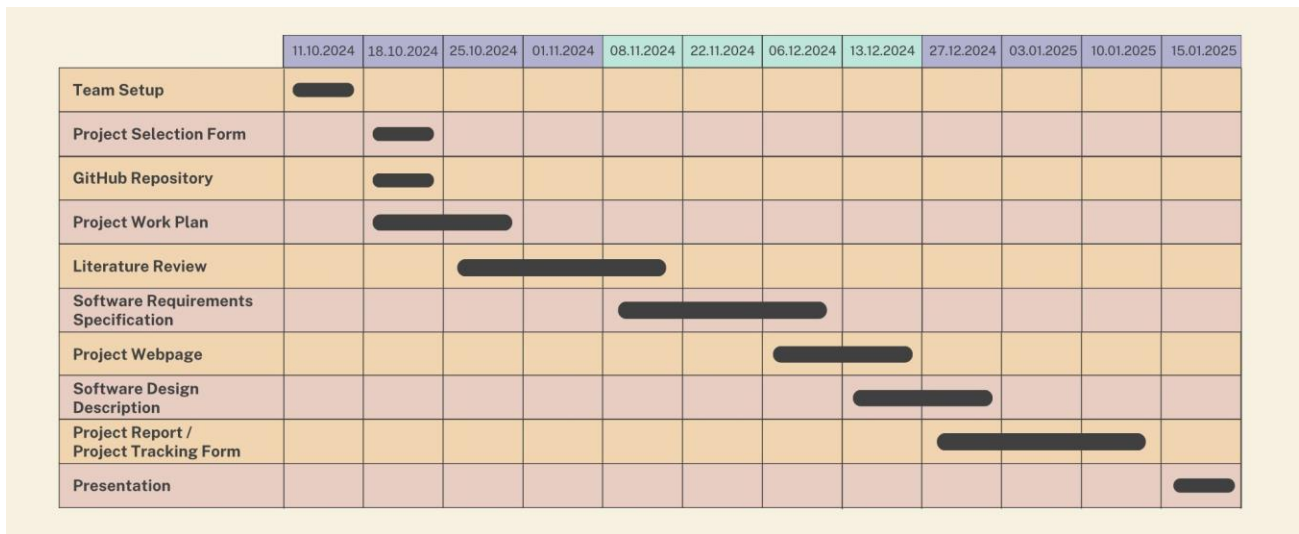 11.10.2024 18.10.2024 25.10.2024 01.11.2024 08.11.2024 22.11.2024 06.12.2024 13.12.2024 27.12.2024 03.01.2025 10.01.2025 15.01.2025
Team Setup
Project Selection Form
GitHub Repository
Project Work Plan
Literature Review
Software Requirements
Specification
Project Webpage
Software Design
Description
Project Report /
Project Tracking Form
Presentation